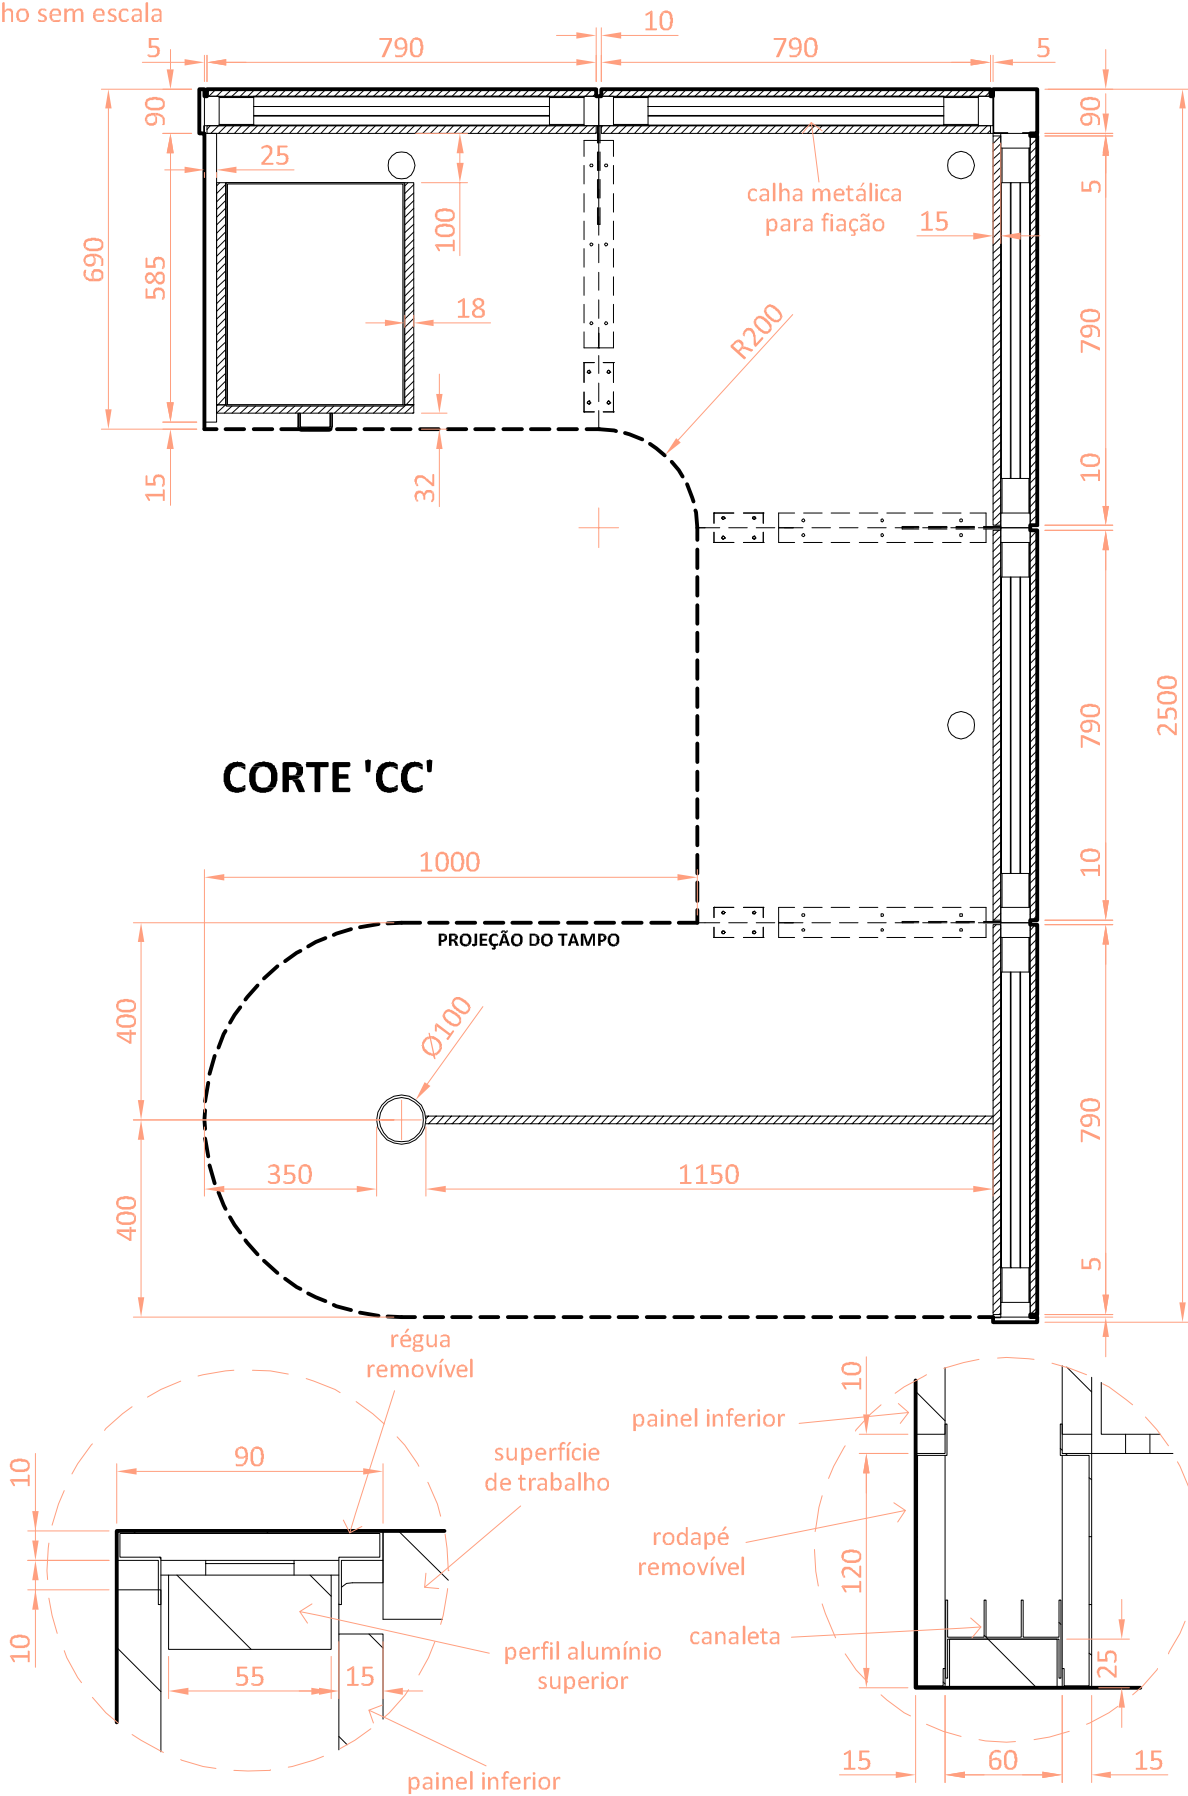 ho sem escala
10
5
790
790
5
90
90
25
5
calha metálica
para fiação
100
15
690
585
18
R200
790
15
32
10
2500
790
CORTE 'CC'
1000
10
PROJEÇÃO DO TAMPO
400
Ø100
790
350
1150
400
5
régua
removível
10
painel inferior
90
superfície
de trabalho
10
rodapé
removível
120
canaleta
10
perfil alumínio
superior
25
55
15
15
60
15
painel inferior